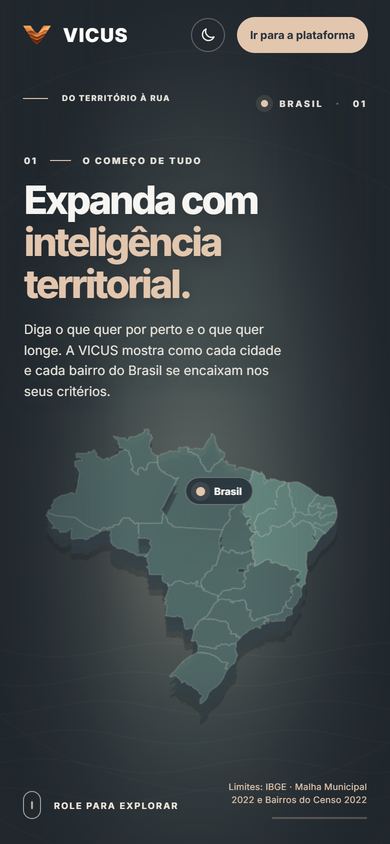 VICUS
Ir para a plataforma
DO TERRITÓRIO À RUA
BRASIL · 01
01 — O COMEÇO DE TUDO
Expanda com
inteligência
territorial.
Diga o que quer por perto e o que quer
longe. A VICUS mostra como cada cidade
e cada bairro do Brasil se encaixam nos
seus critérios.
Brasil
Limites: IBGE · Malha Municipal
2022 e Bairros do Censo 2022
ROLE PARA EXPLORAR